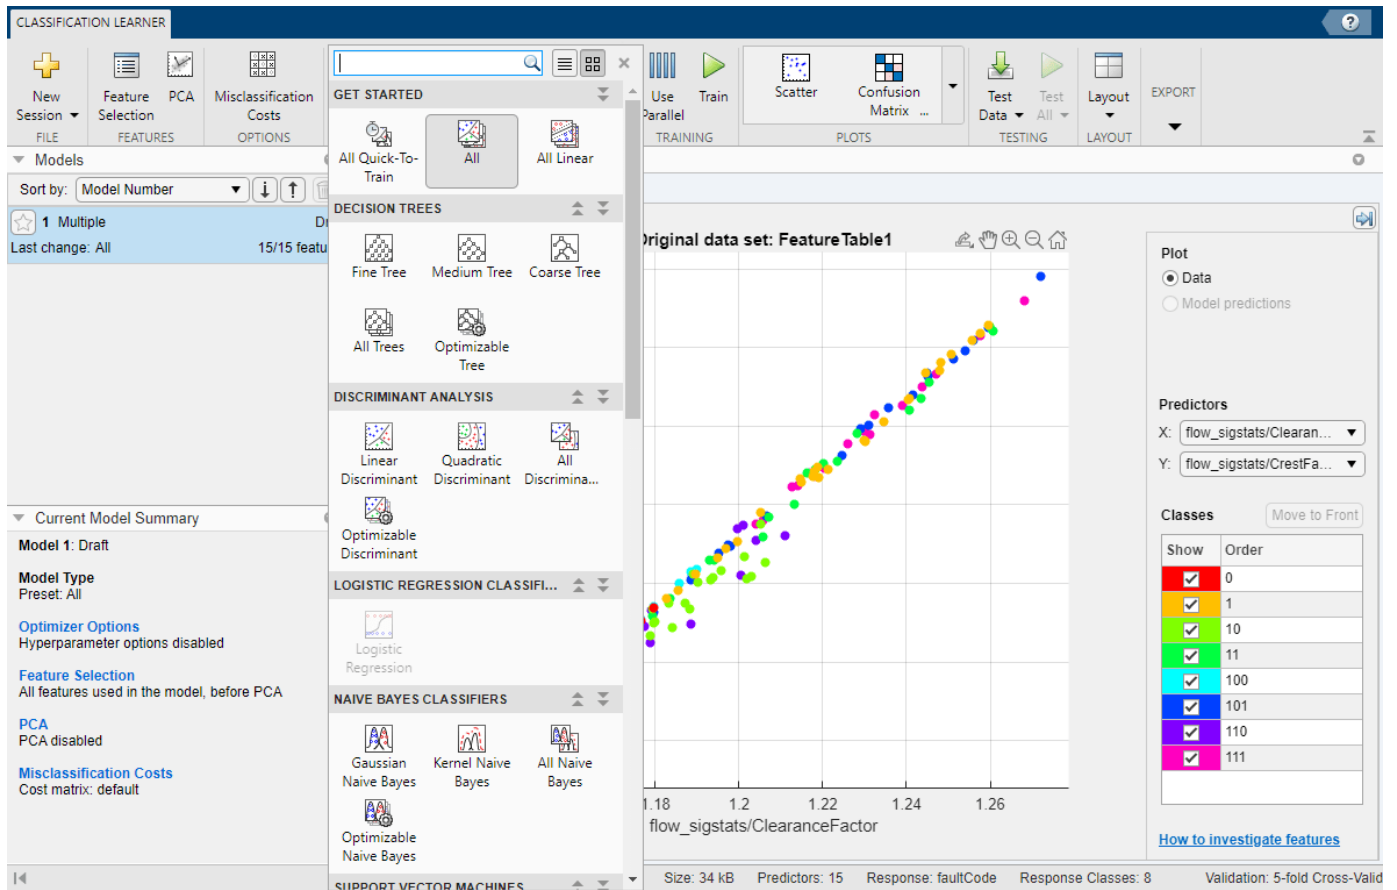 CLASSIFICATION LEARNER
?
New
Session
FILE
Feature
Selection
PCA
FEATURES
Misclassification
Costs
OPTIONS
Use
Parallel
Train
TRAINING
Scatter
Confusion
Matrix ...
PLOTS
Test
Data
Test
All
TESTING
Layout
LAYOUT
EXPORT
Models
Sort by: Model Number
1 Multiple
Last change: All 15/15
Current Model Summary
Model 1: Draft
Model Type
Preset: All
Optimizer Options
Hyperparameter options disabled
Feature Selection
All features used in the model, before PCA
PCA
PCA disabled
Misclassification Costs
Cost matrix: default
GET STARTED
All Quick-To-
Train
All
All Linear
DECISION TREES
Fine Tree
Medium Tree
Coarse Tree
All Trees
Optimizable
Tree
DISCRIMINANT ANALYSIS
Linear
Discriminant
Quadratic
Discriminant
All
Discrimina...
Optimizable
Discriminant
LOGISTIC REGRESSION CLASSIFI...
Logistic
Regression
NAIVE BAYES CLASSIFIERS
Gaussian
Naive Bayes
Kernel Naive
Bayes
All Naive
Bayes
Optimizable
Naive Bayes
SUPPORT VECTOR MACHINES
Original data set: FeatureTable1
1.18 1.2 1.22 1.24 1.26
flow_sigstats/ClearanceFactor
Plot
Data
Model predictions
Predictors
X: flow_sigstats/Clearan...
Y: flow_sigstats/CrestFa...
Classes
Move to Front
Show Order
0
1
10
11
100
101
110
111
How to investigate features
Size: 34 kB Predictors: 15 Response: faultCode Response Classes: 8 Validation: 5-fold Cross-Valid